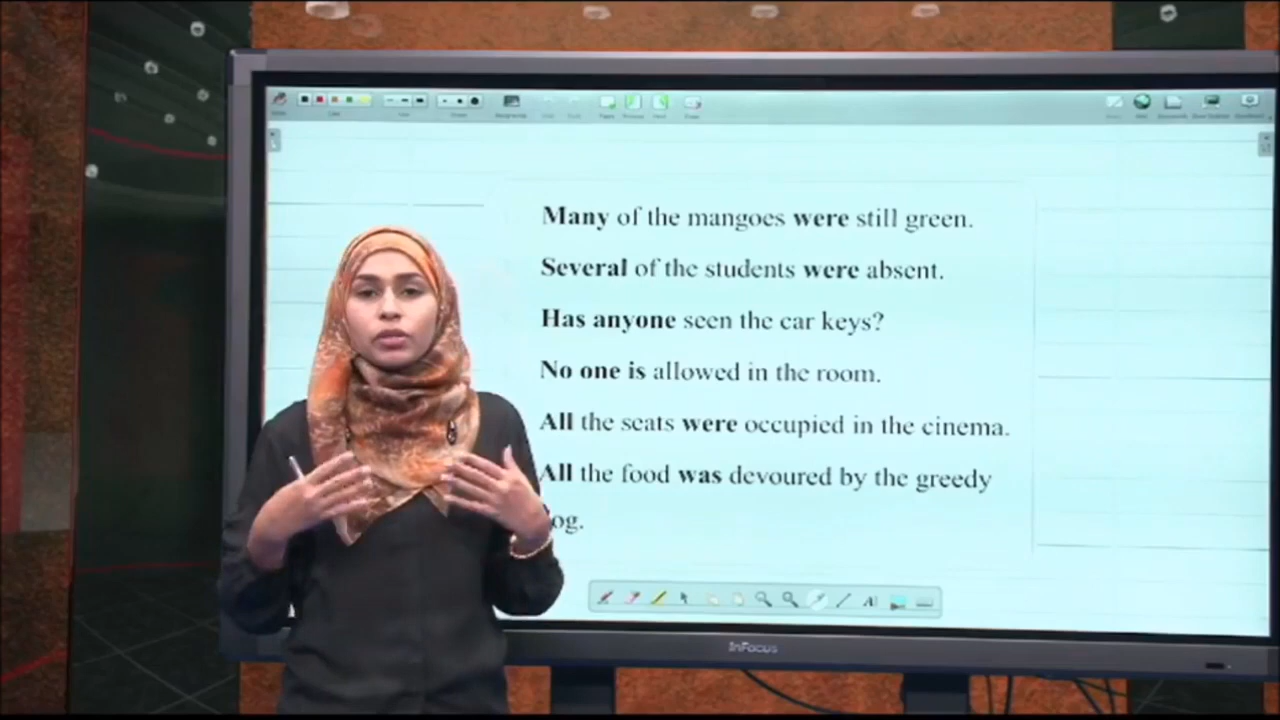 Many of the mangoes were still green.
Several of the students were absent.
Has anyone seen the car keys?
No one is allowed in the room.
All the seats were occupied in the cinema.
All the food was devoured by the greedy
og.
InFocus